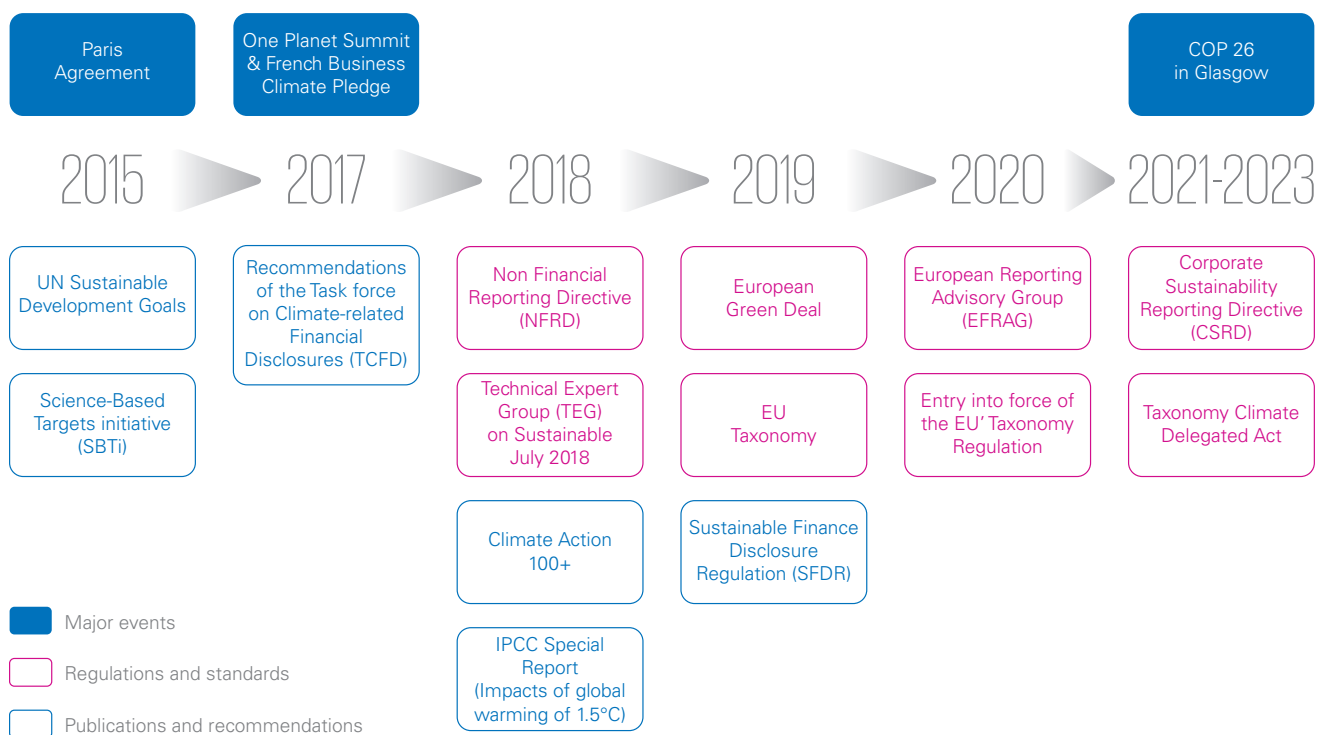 Paris
Agreement
One Planet Summit
& French Business
Climate Pledge
COP 26
in Glasgow
2015
2017
2018
2019
2020
2021-2023
UN Sustainable
Development Goals
Recommendations
of the Task force
on Climate-related
Financial
Disclosures (TCFD)
Non Financial
Reporting Directive
(NFRD)
European
Green Deal
European Reporting
Advisory Group
(EFRAG)
Corporate
Sustainability
Reporting Directive
(CSRD)
Science-Based
Targets initiative
(SBTi)
Technical Expert
Group (TEG)
on Sustainable
July 2018
EU
Taxonomy
Entry into force of
the EU’ Taxonomy
Regulation
Taxonomy Climate
Delegated Act
Climate Action
100+
Sustainable Finance
Disclosure
Regulation (SFDR)
IPCC Special
Report
(Impacts of global
warming of 1.5°C)
Major events
Regulations and standards
Publications and recommendations